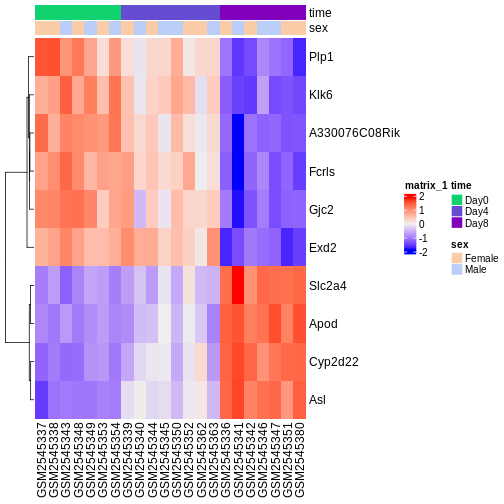 time
sex
Plp1
Klk6
A330076C08Rik
Fcrls
Gjc2
Exd2
Slc2a4
Apod
Cyp2d22
Asl
matrix_1
2
1
0
-1
-2
time
Day0
Day4
Day8
sex
Female
Male
GSM2545337
GSM2545338
GSM2545343
GSM2545348
GSM2545349
GSM2545353
GSM2545354
GSM2545339
GSM2545340
GSM2545344
GSM2545345
GSM2545350
GSM2545352
GSM2545362
GSM2545363
GSM2545336
GSM2545341
GSM2545342
GSM2545346
GSM2545347
GSM2545351
GSM2545380